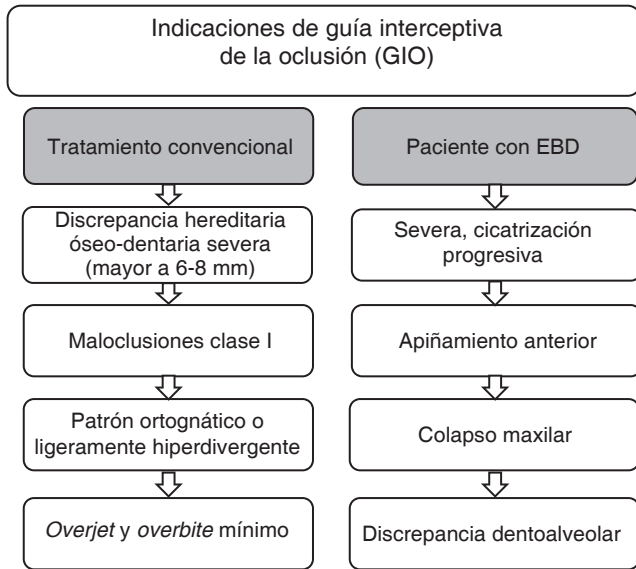 Indicaciones de guía interceptiva
de la oclusión (GIO)
Tratamiento convencional
Discrepancia hereditaria
óseo-dentaria severa
(mayor a 6-8 mm)
Maloclusiones clase I
Patrón ortognático o
ligeramente hiperdivergente
Overjet y overbite mínimo
Paciente con EBD
Severa, cicatrización
progresiva
Apiñamiento anterior
Colapso maxilar
Discrepancia dentoalveolar